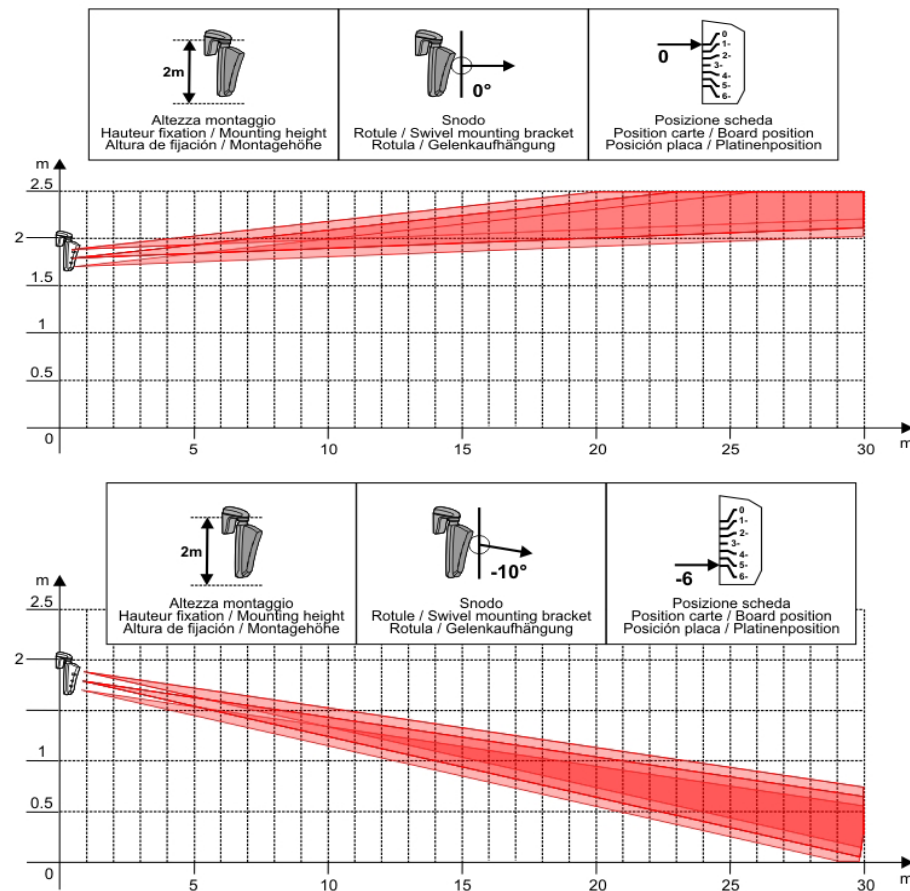 2m
0°
0
0
1-
2-
3-
4-
5-
6-
Altezza montaggio
Hauteur fixation / Mounting height
Altura de fijación / Montagehöhe
Snodo
Rotule / Swivel mounting bracket
Rotula / Gelenkaufhängung
Posizione scheda
Position carte / Board position
Posición placa / Platinenposition
m
2.5
2
1.5
1
0.5
0
5
10
15
20
25
30
m
2m
-10°
-6
0
1-
2-
3-
4-
5-
6-
Altezza montaggio
Hauteur fixation / Mounting height
Altura de fijación / Montagehöhe
Snodo
Rotule / Swivel mounting bracket
Rotula / Gelenkaufhängung
Posizione scheda
Position carte / Board position
Posición placa / Platinenposition
m
2.5
2
1
0.5
0
5
10
15
20
25
30
m